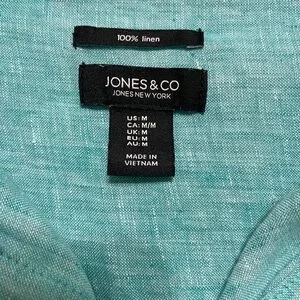 100% linen
JONES & CO
JONES NEW YORK
US: M
CA: M/M
UK: M
EU: M
AU: M
MADE IN
VIETNAM